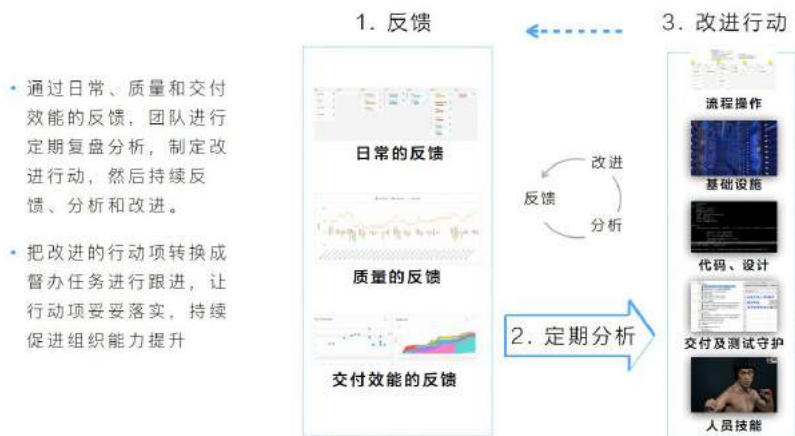 1. 反馈
3. 改进行动
• 通过日常、质量和交付
效能的反馈，团队进行
定期复盘分析，制定改
进行动，然后持续反
馈、分析和改进。
• 把改进的行动项转换成
督办任务进行跟进，让
行动项妥妥落实，持续
促进组织能力提升
日常的反馈
质量的反馈
交付效能的反馈
改进
反馈
分析
2. 定期分析
流程操作
基础设施
代码、设计
交付及测试守护
人员技能